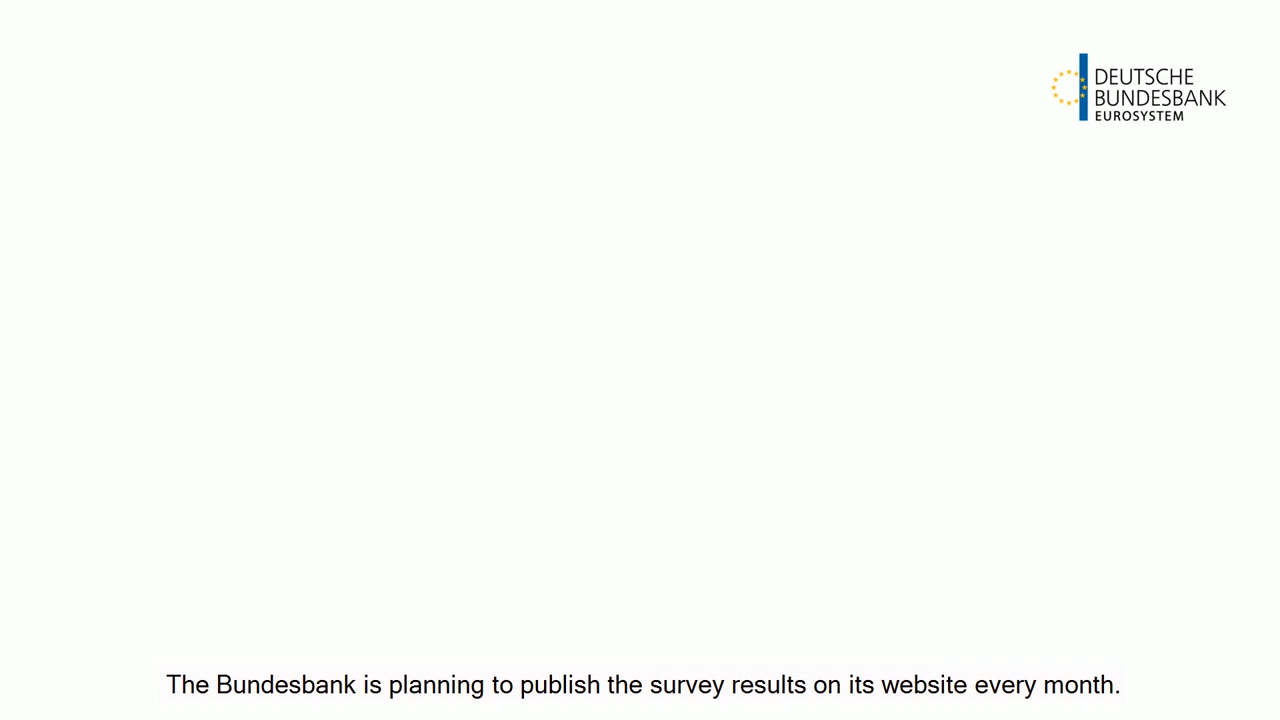 DEUTSCHE
BUNDESBANK
EUROSYSTEM
The Bundesbank is planning to publish the survey results on its website every month.